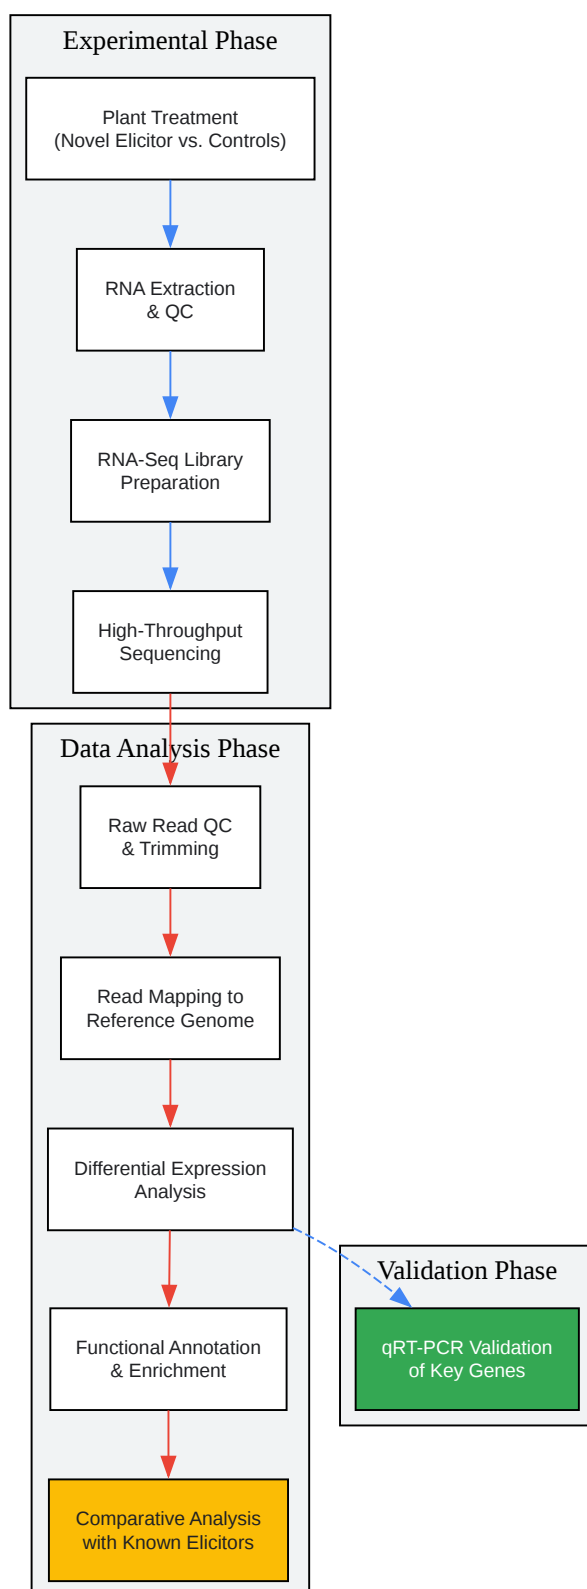 Experimental Phase
Plant Treatment
(Novel Elicitor vs. Controls)
RNA Extraction
& QC
RNA-Seq Library
Preparation
High-Throughput
Sequencing
Data Analysis Phase
Raw Read QC
& Trimming
Read Mapping to
Reference Genome
Differential Expression
Analysis
Validation Phase
qRT-PCR Validation
of Key Genes
Functional Annotation
& Enrichment
Comparative Analysis
with Known Elicitors